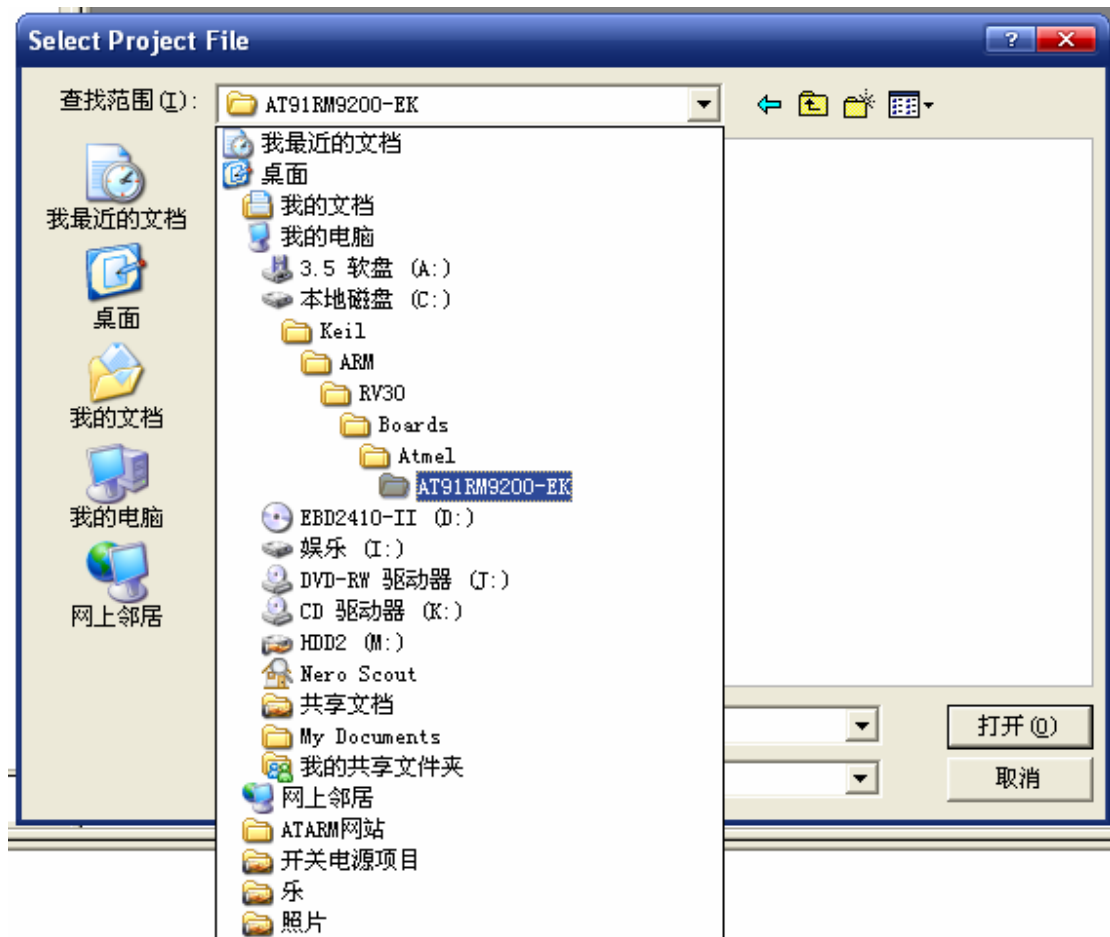 Select Project File
查找范围(I):
AT91RM9200-EK
我最近的文档
桌面
我的文档
我的电脑
网上邻居
我最近的文档
桌面
我的文档
我的电脑
3.5 软盘 (A:)
本地磁盘 (C:)
Keil
ARM
RV30
Boards
Atmel
AT91RM9200-EK
EBD2410-II (D:)
娱乐 (I:)
DVD-RW 驱动器 (J:)
CD 驱动器 (K:)
HDD2 (M:)
Nero Scout
共享文档
My Documents
我的共享文件夹
网上邻居
ATARM网站
开关电源项目
乐
照片
打开(O)
取消